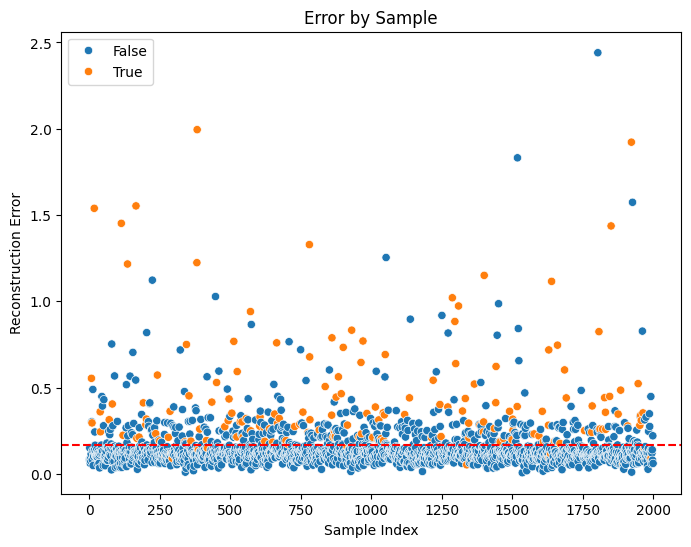 Error by Sample
False
True
2.5
2.0
1.5
1.0
0.5
0.0
Reconstruction Error
0 250 500 750 1000 1250 1500 1750 2000
Sample Index